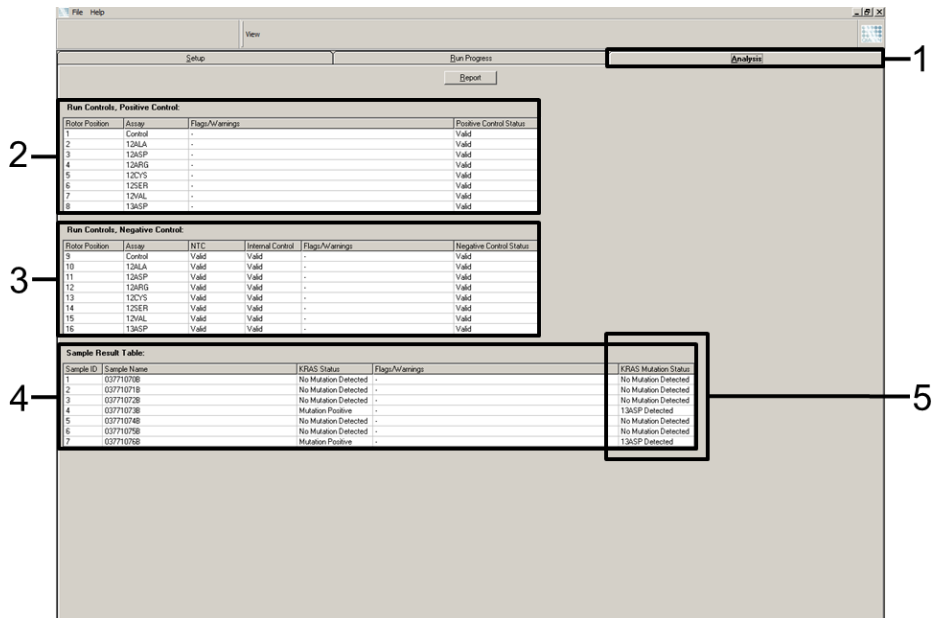 File Help
View
Setup Run Progress Analysis
1
Report
2
Run Controls, Positive Control:
Rotor Position Assay Flags/Warnings Positive Control Status
1 Control - Valid
2 12ALA - Valid
3 12ASP - Valid
4 12ARG - Valid
5 12CYS - Valid
6 12SER - Valid
7 12VAL - Valid
8 13ASP - Valid
3
Run Controls, Negative Control:
Rotor Position Assay NTC Internal Control Flags/Warnings Negative Control Status
9 Control Valid Valid - Valid
10 12ALA Valid Valid - Valid
11 12ASP Valid Valid - Valid
12 12ARG Valid Valid - Valid
13 12CYS Valid Valid - Valid
14 12SER Valid Valid - Valid
15 12VAL Valid Valid - Valid
16 13ASP Valid Valid - Valid
4
Sample Result Table:
Sample ID Sample Name KRAS Status Flags/Warnings KRAS Mutation Status
1 03771070B No Mutation Detected - No Mutation Detected
2 03771071B No Mutation Detected - No Mutation Detected
3 03771072B No Mutation Detected - No Mutation Detected
4 03771073B Mutation Positive - 13ASP Detected
5 03771074B No Mutation Detected - No Mutation Detected
6 03771075B No Mutation Detected - No Mutation Detected
7 03771076B Mutation Positive - 13ASP Detected
5